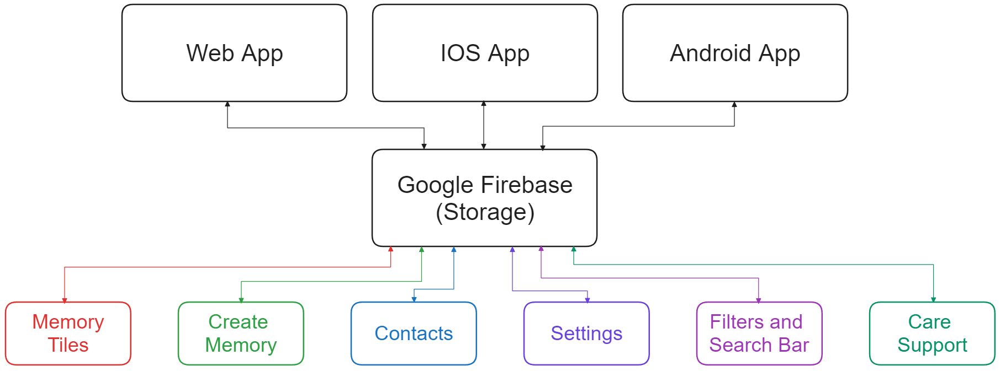 Web App
IOS App
Android App
Google Firebase
(Storage)
Memory
Tiles
Create
Memory
Contacts
Settings
Filters and
Search Bar
Care
Support